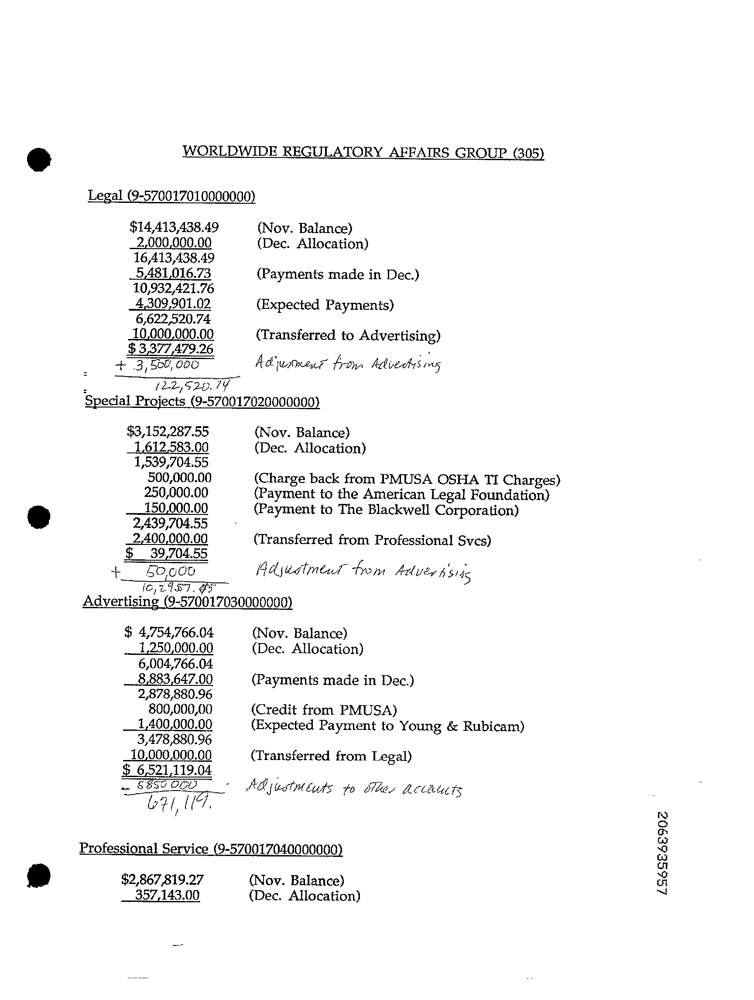 WORLDWIDE REGULATORY AFFAIRS GROUP (305)
Legal (9-570017010000000)
$14,413,438.49 (Nov. Balance)
2,000,000.00 (Dec. Allocation)
16,413,438.49
5,481,016.73 (Payments made in Dec.)
10,932,421.76
4,309,901.02 (Expected Payments)
6,622,520.74
10,000,000.00 (Transferred to Advertising)
$ 3,377,479.26
+ 3,500,000 Adjustment from Advertising
122,520.74
Special Projects (9-570017020000000)
$3,152,287.55 (Nov. Balance)
1,612,583.00 (Dec. Allocation)
1,539,704.55
500,000.00 (Charge back from PMUSA OSHA TI Charges)
250,000.00 (Payment to the American Legal Foundation)
150,000.00 (Payment to The Blackwell Corporation)
2,439,704.55
2,400,000.00 (Transferred from Professional Svcs)
$ 39,704.55
+ 50,000 Adjustment from Advertising
Advertising (9-570017030000000)
$ 4,754,766.04 (Nov. Balance)
1,250,000.00 (Dec. Allocation)
6,004,766.04
8,883,647.00 (Payments made in Dec.)
2,878,880.96
800,000,00 (Credit from PMUSA)
1,400,000.00 (Expected Payment to Young & Rubicam)
3,478,880.96
10,000,000.00 (Transferred from Legal)
$ 6,521,119.04
- 5850000 - Adjustments to other accounts
671,119.
Professional Service (9-570017040000000)
$2,867,819.27 (Nov. Balance)
357,143.00 (Dec. Allocation)
2063935957